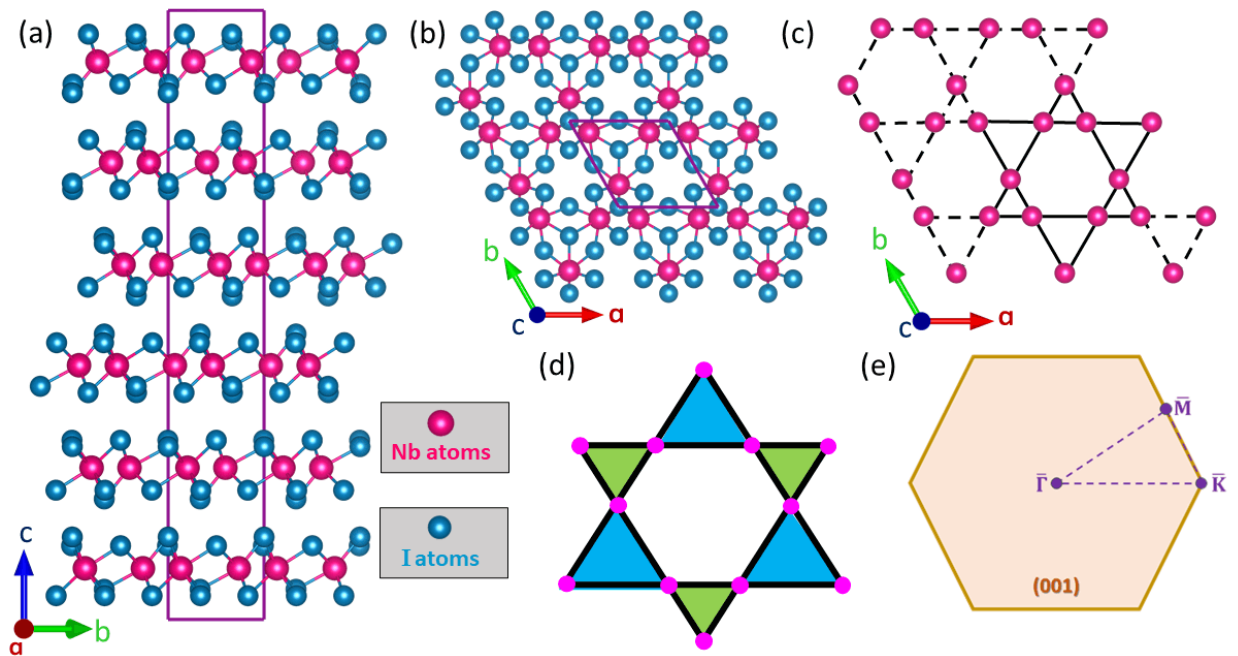 (a)
(b)
(c)
b
c
a
b
c
a
(d)
(e)
Nb atoms
I atoms
M̄
Γ̄
K̄
(001)
c
b
a